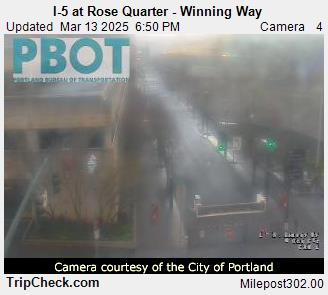 I-5 at Rose Quarter - Winning Way
Updated Mar 13 2025 6:50 PM Camera 4
PBOT
PORTLAND BUREAU OF TRANSPORTATION
Camera courtesy of the City of Portland
TripCheck.com Milepost302.00